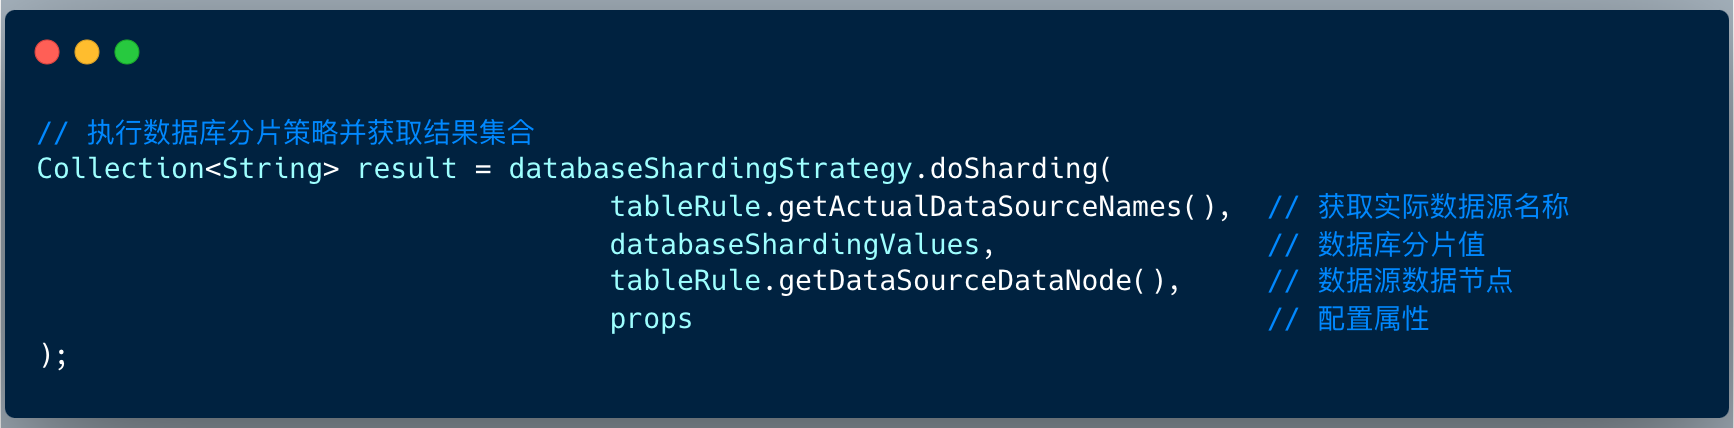 // 执行数据库分片策略并获取结果集合
Collection<String> result = databaseShardingStrategy.doSharding(
tableRule.getActualDataSourceNames(), // 获取实际数据源名称
databaseShardingValues, // 数据库分片值
tableRule.getDataSourceDataNode(), // 数据源数据节点
props // 配置属性
);